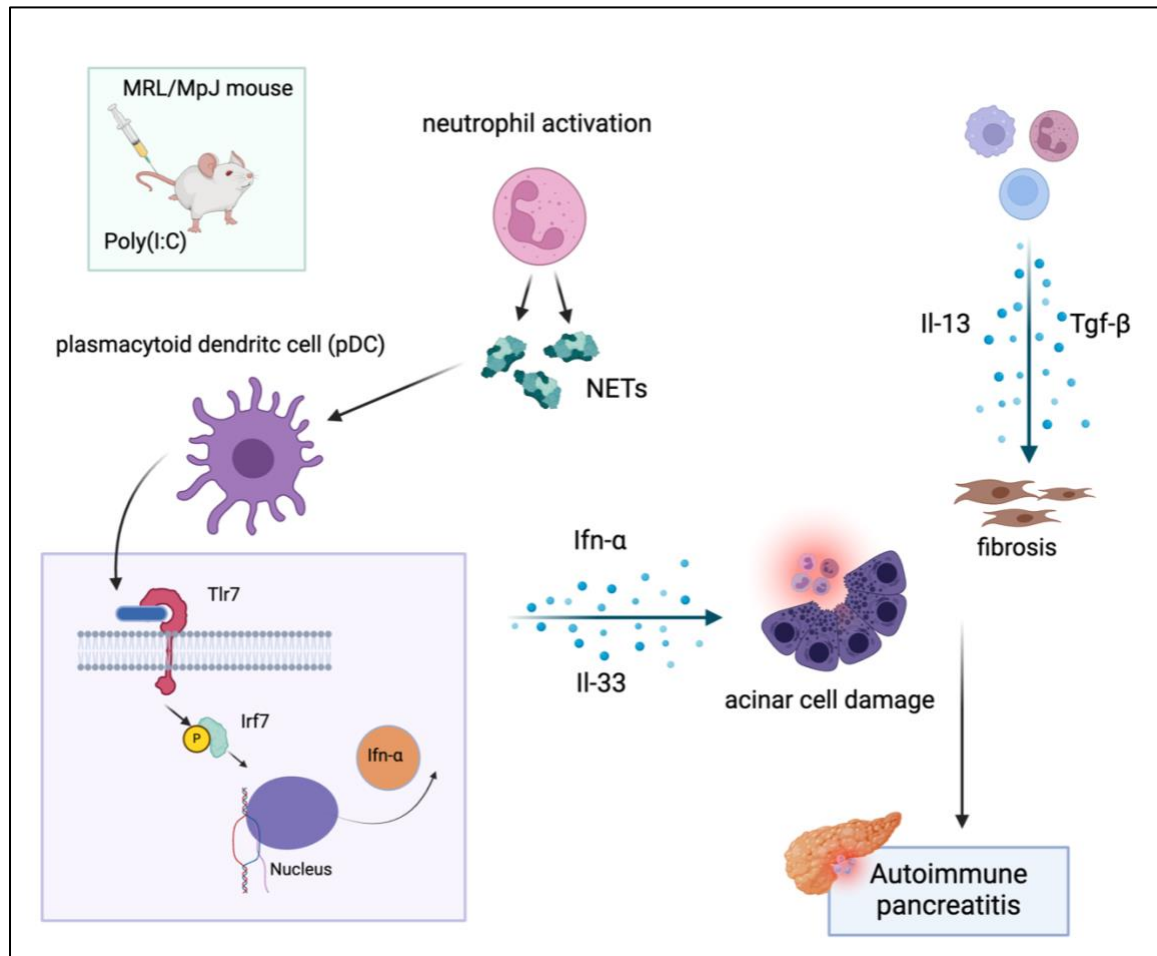 MRL/MpJ mouse
Poly(I:C)
neutrophil activation
NETs
plasmacytoid dendritc cell (pDC)
Tlr7
P
Irf7
Ifn-α
Nucleus
Ifn-α
Il-33
acinar cell damage
Il-13
Tgf-β
fibrosis
Autoimmune
pancreatitis